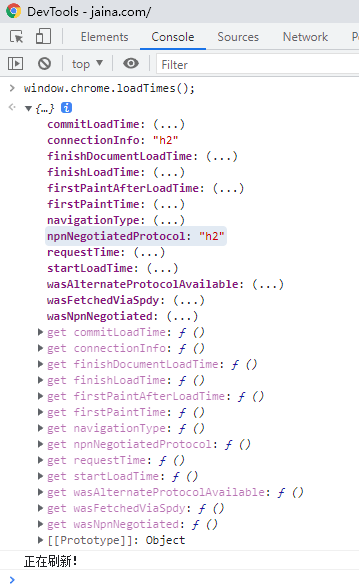 DevTools - jaina.com/
Elements Console Sources
top Filter
window.chrome.loadTimes();
{…} i
commitLoadTime: (...)
connectionInfo: "h2"
finishDocumentLoadTime: (...)
finishLoadTime: (...)
firstPaintAfterLoadTime: (...)
firstPaintTime: (...)
navigationType: (...)
npnNegotiatedProtocol: "h2"
requestTime: (...)
startLoadTime: (...)
wasAlternateProtocolAvailable: (...)
wasFetchedViaSpdy: (...)
wasNpnNegotiated: (...)
get commitLoadTime: ƒ ()
get connectionInfo: ƒ ()
get finishDocumentLoadTime: ƒ ()
get finishLoadTime: ƒ ()
get firstPaintAfterLoadTime: ƒ ()
get firstPaintTime: ƒ ()
get navigationType: ƒ ()
get npnNegotiatedProtocol: ƒ ()
get requestTime: ƒ ()
get startLoadTime: ƒ ()
get wasAlternateProtocolAvailable: ƒ ()
get wasFetchedViaSpdy: ƒ ()
get wasNpnNegotiated: ƒ ()
[[Prototype]]: Object
正在刷新!